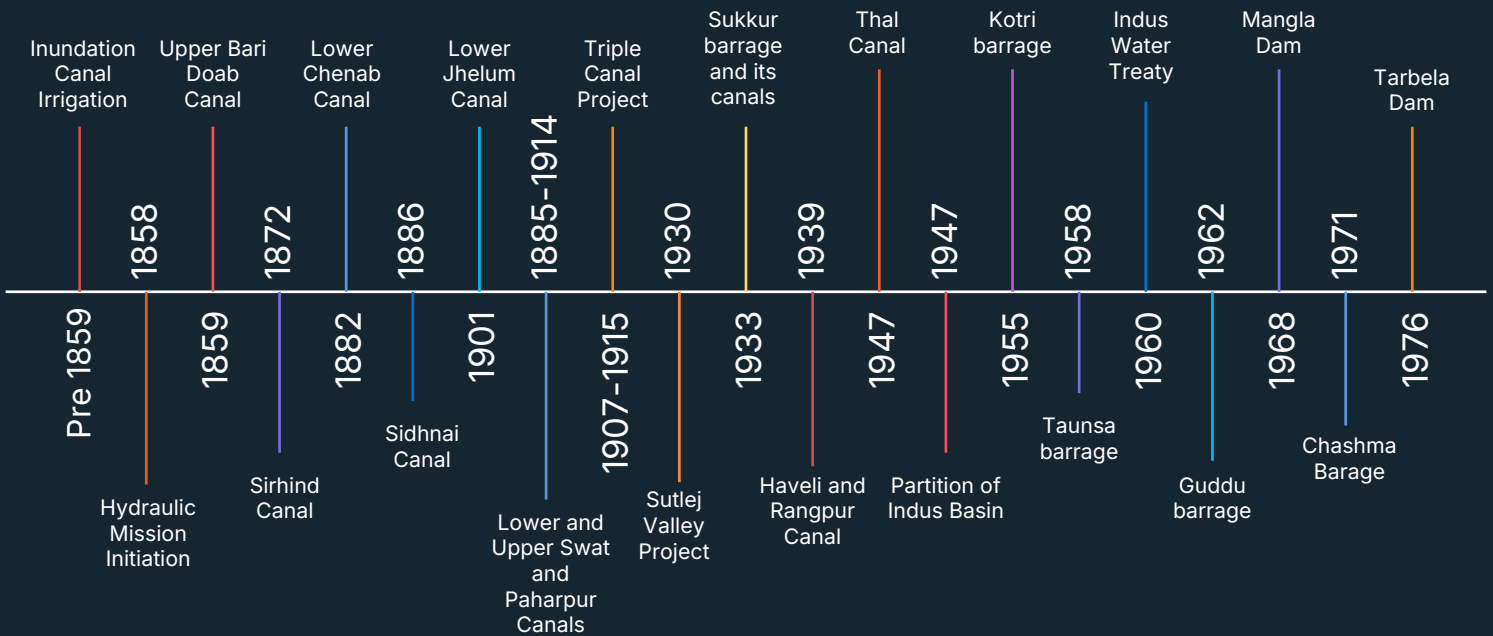 Inundation
Canal
Irrigation
Pre 1859
1858
Hydraulic
Mission
Initiation
Upper Bari
Doab
Canal
1859
1872
Sirhind
Canal
Lower
Chenab
Canal
1882
1886
Sidhnai
Canal
Lower
Jhelum
Canal
1901
1885-1914
Lower and
Upper Swat
and
Paharpur
Canals
Triple
Canal
Project
1907-1915
1930
Sutlej
Valley
Project
Sukkur
barrage
and its
canals
1933
1939
Haveli and
Rangpur
Canal
Thal
Canal
1947
1947
Partition of
Indus Basin
Kotri
barrage
1955
1958
Taunsa
barrage
Indus
Water
Treaty
1960
1962
Guddu
barrage
Mangla
Dam
1968
1971
Chashma
Barage
Tarbela
Dam
1976